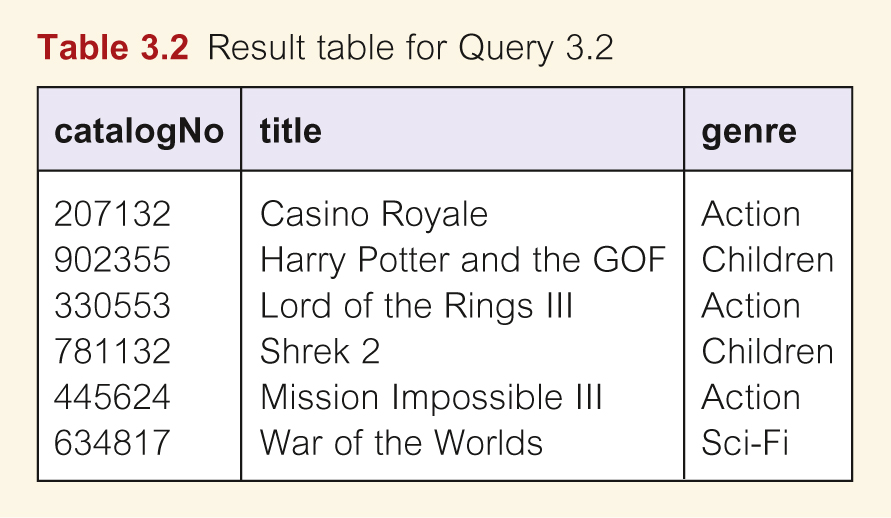 Table 3.2 Result table for Query 3.2
catalogNo title genre
207132 Casino Royale Action
902355 Harry Potter and the GOF Children
330553 Lord of the Rings III Action
781132 Shrek 2 Children
445624 Mission Impossible III Action
634817 War of the Worlds Sci-Fi